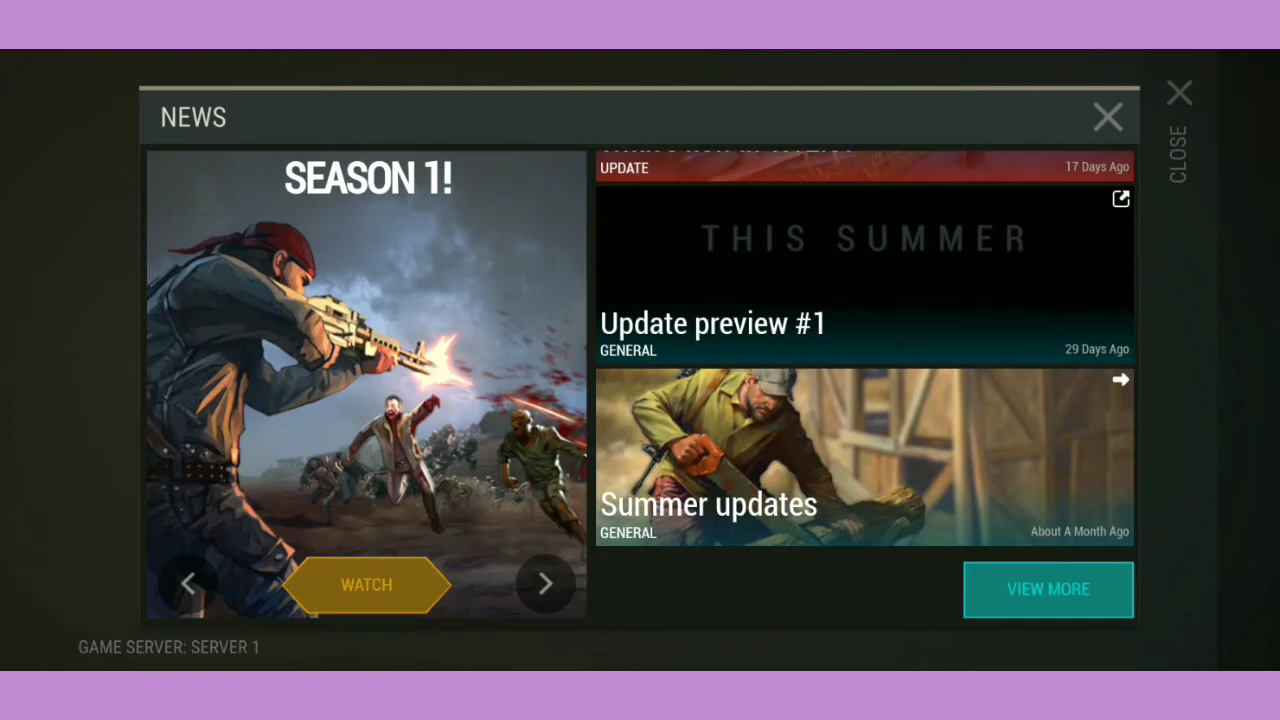 NEWS
CLOSE
SEASON 1!
WATCH
UPDATE
17 Days Ago
THIS SUMMER
Update preview #1
GENERAL
29 Days Ago
Summer updates
GENERAL
About A Month Ago
VIEW MORE
GAME SERVER: SERVER 1